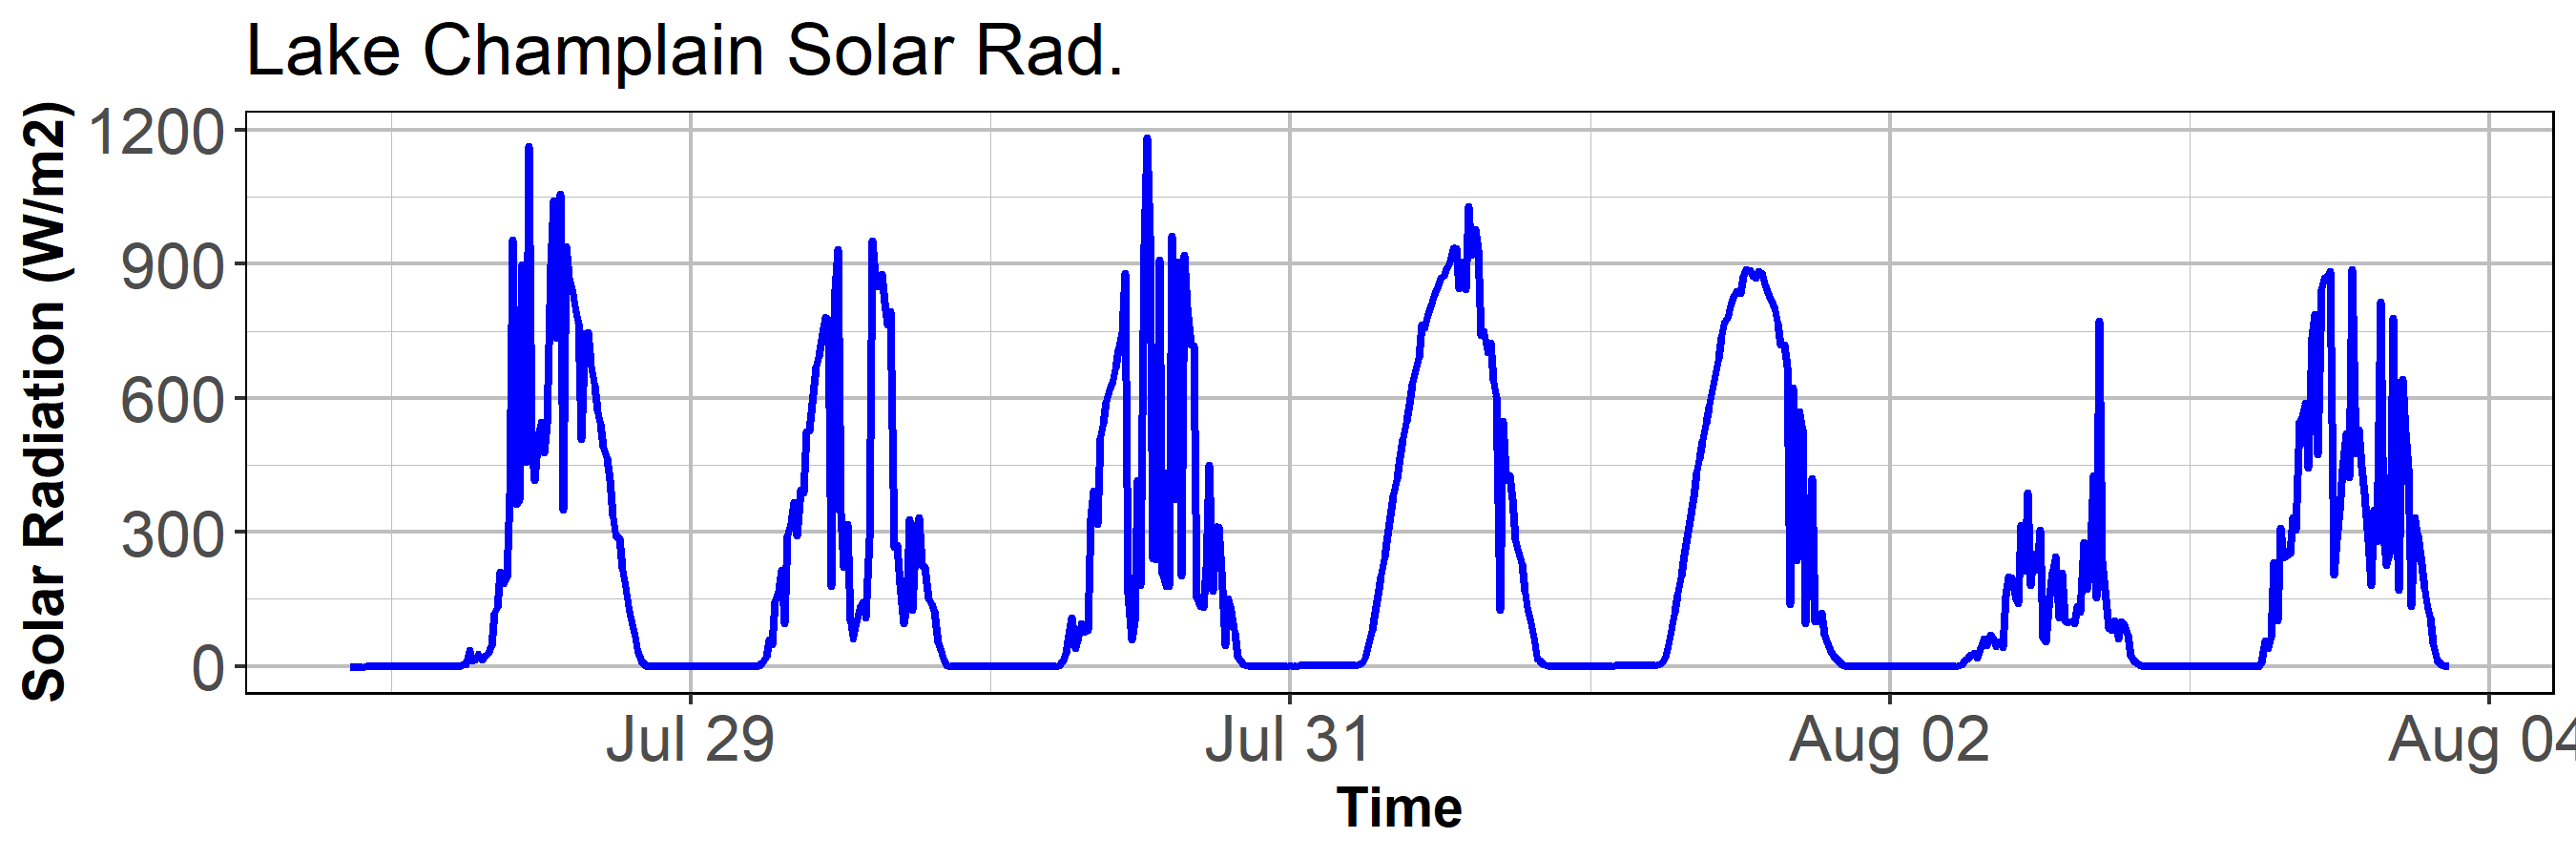 Lake Champlain Solar Rad.
Solar Radiation (W/m2)
1200
900
600
300
0
Jul 29 Jul 31 Aug 02 Aug 04
Time